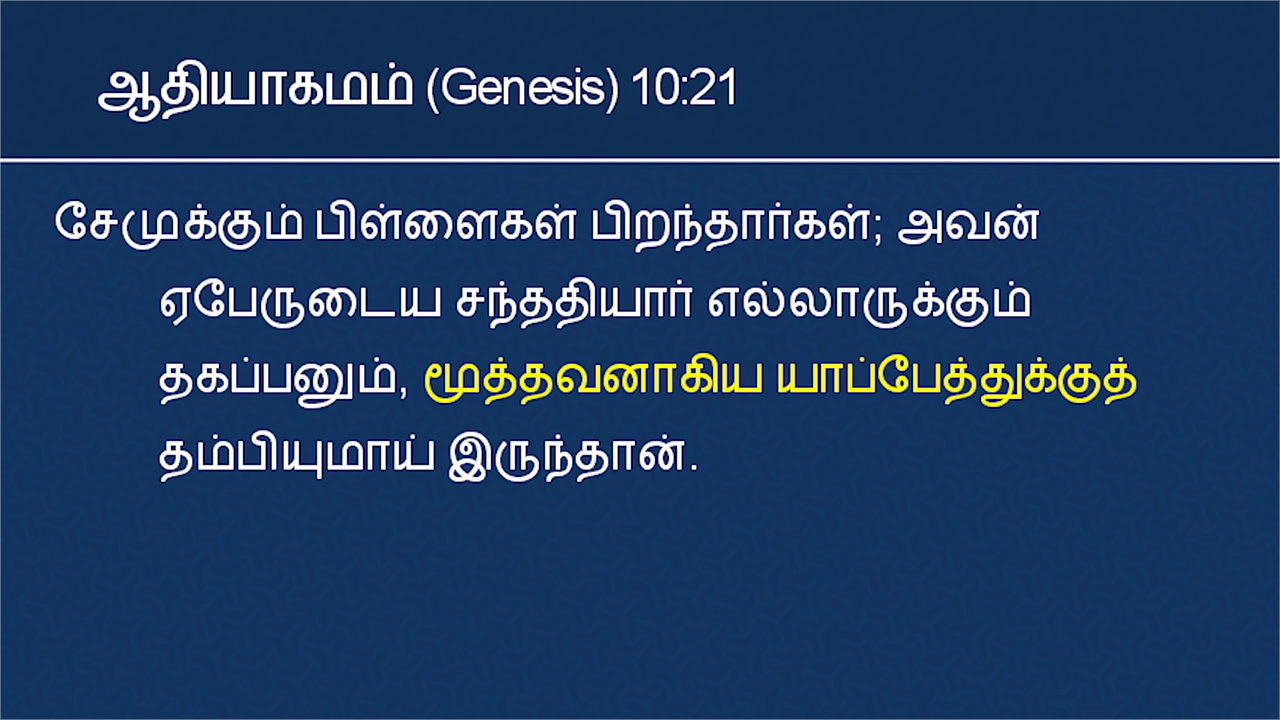 ஆதியாகமம் (Genesis) 10:21
சேமுக்கும் பிள்ளைகள் பிறந்தார்கள்; அவன்
ஏபேருடைய சந்ததியார் எல்லாருக்கும்
தகப்பனும், மூத்தவனாகிய யாப்பேத்துக்குத்
தம்பியுமாய் இருந்தான்.